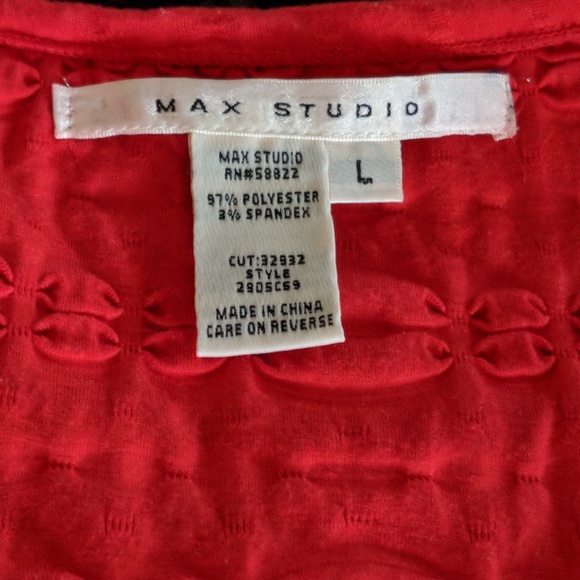 MAX STUDIO
L
MAX STUDIO
RN#58822
97% POLYESTER
3% SPANDEX
CUT:32932
STYLE
2905C59
MADE IN CHINA
CARE ON REVERSE